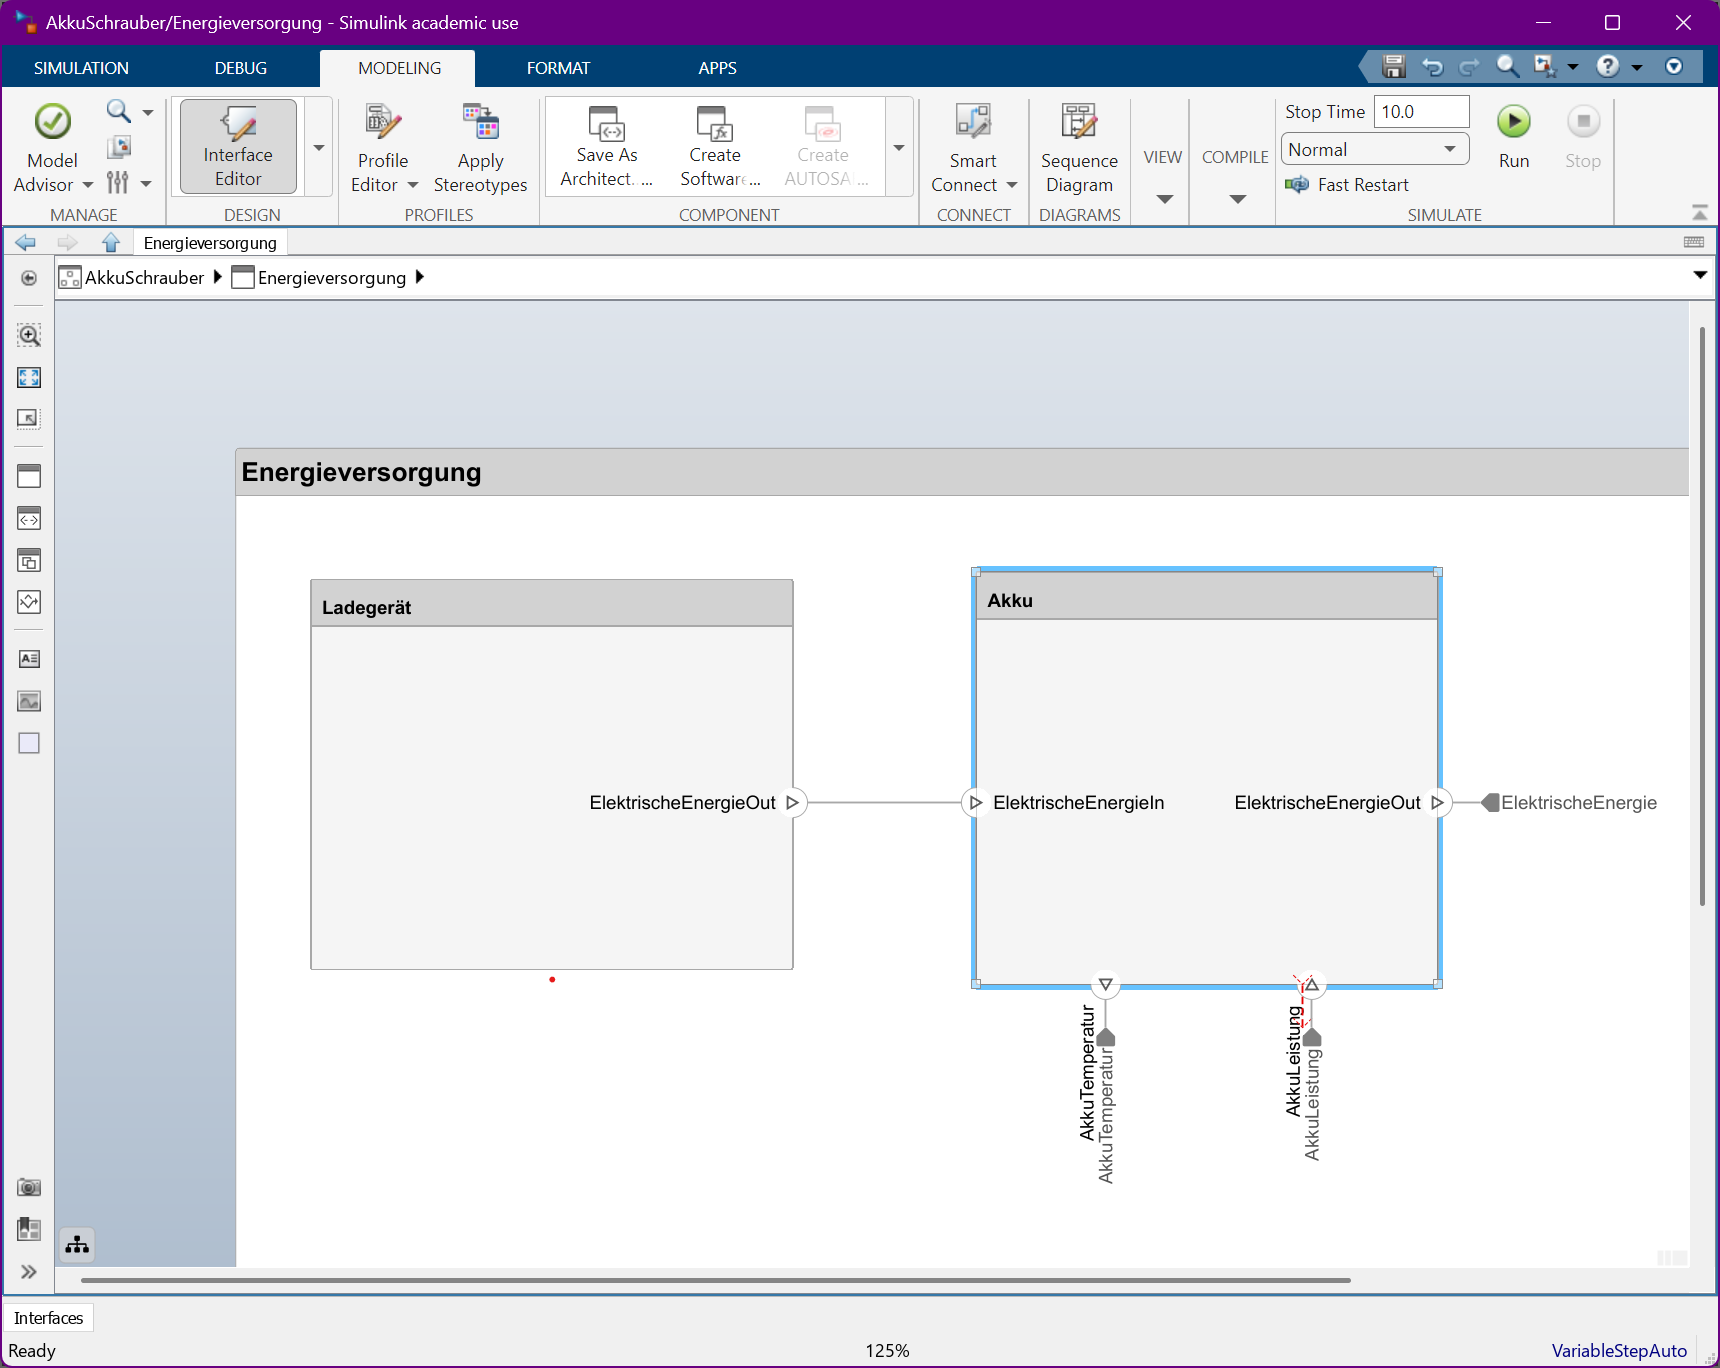 AkkuSchrauber/Energieversorgung - Simulink academic use
SIMULATION DEBUG MODELING FORMAT APPS
Model Advisor
Interface Editor
Profile Editor
Apply Stereotypes
Save As Architect. ...
Create Software ...
Create AUTOSA ...
Smart Connect
Sequence Diagram
VIEW
COMPILE
Stop Time 10.0
Normal
Fast Restart
Run
Stop
MANAGE DESIGN PROFILES COMPONENT CONNECT DIAGRAMS SIMULATE
Energieversorgung
AkkuSchrauber Energieversorgung
Energieversorgung
Ladegerät
Akku
ElektrischeEnergieOut
ElektrischeEnergieIn
ElektrischeEnergieOut
ElektrischeEnergie
AkkuTemperatur
AkkuTemperatur
AkkuLeistung
AkkuLeistung
Interfaces
Ready
125%
VariableStepAuto